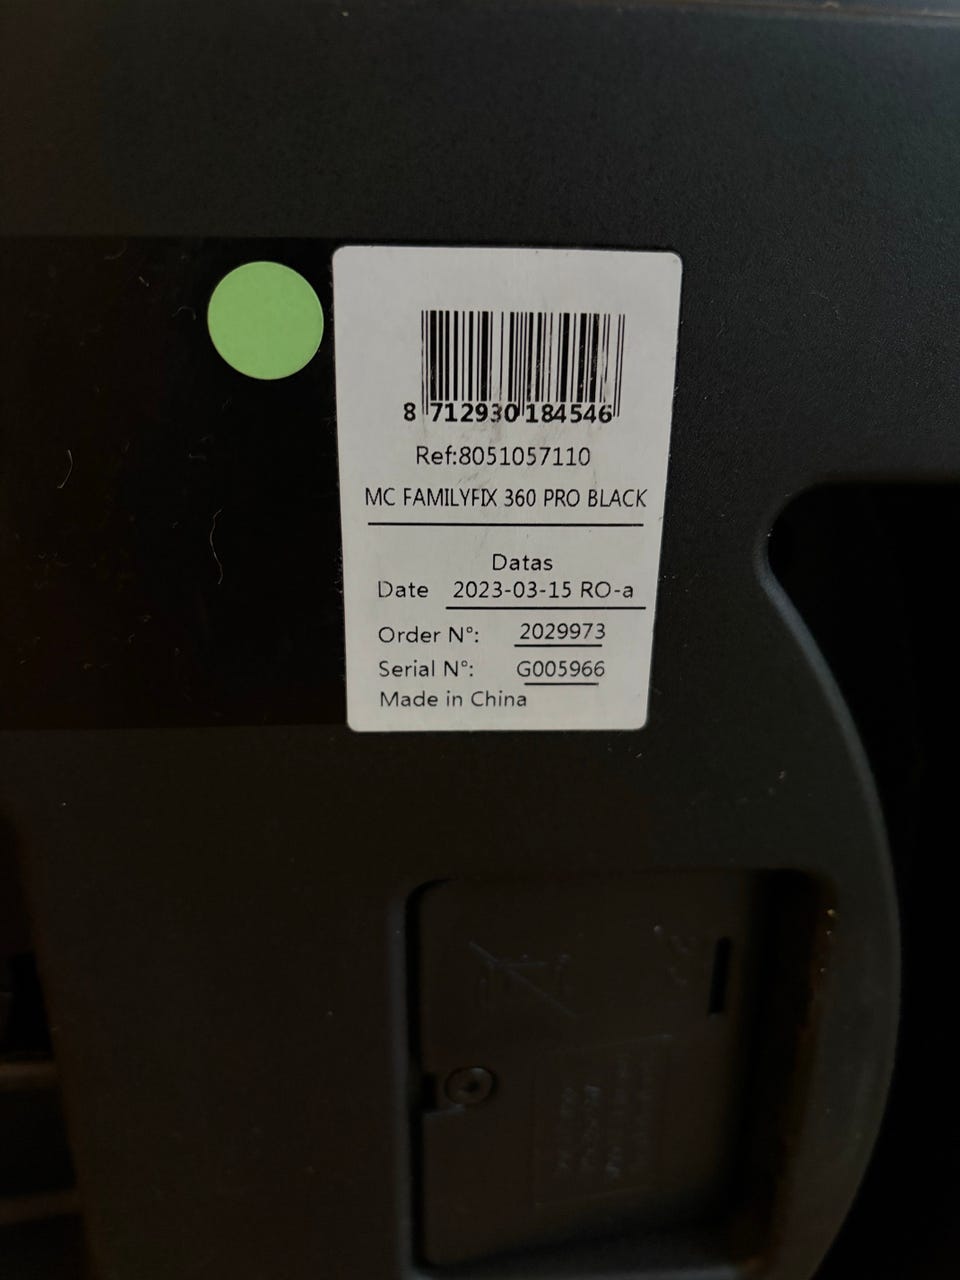 8 712930 184546
Ref:8051057110
MC FAMILYFIX 360 PRO BLACK
Datas
Date 2023-03-15 RO-a
Order N°: 2029973
Serial N°: G005966
Made in China